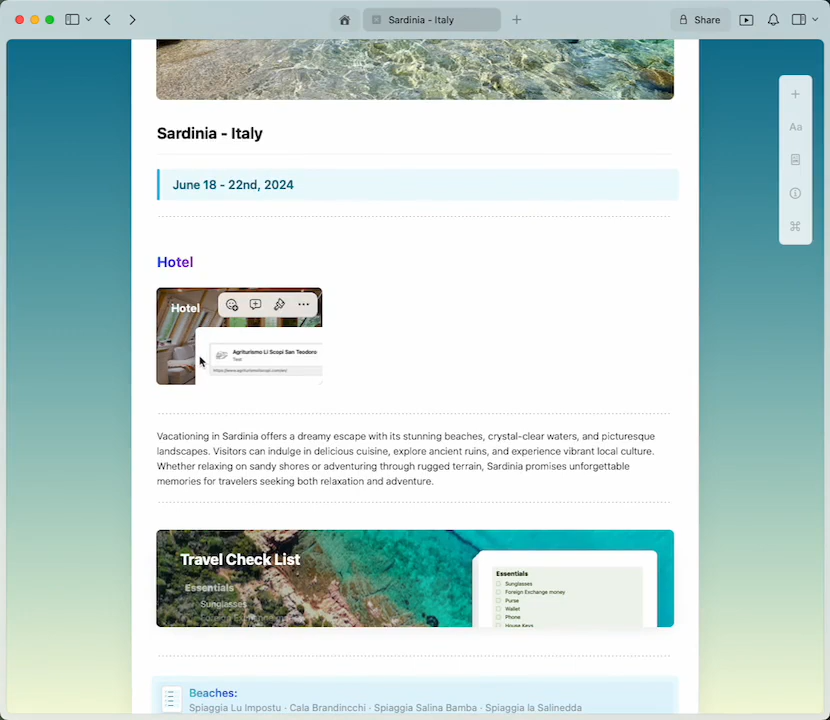 Sardinia - Italy
Share
Aa
Sardinia - Italy
June 18 - 22nd, 2024
Hotel
Hotel
Agriturismo Li Scopi San Teodoro
Text
Vacationing in Sardinia offers a dreamy escape with its stunning beaches, crystal-clear waters, and picturesque
landscapes. Visitors can indulge in delicious cuisine, explore ancient ruins, and experience vibrant local culture.
Whether relaxing on sandy shores or adventuring through rugged terrain, Sardinia promises unforgettable
memories for travelers seeking both relaxation and adventure.
Travel Check List
Essentials
Sunglasses
Essentials
Sunglasses
Foreign Exchange money
Purse
Wallet
Phone
House Keys
Beaches:
Spiaggia Lu Impostu · Cala Brandincchi · Spiaggia Salina Bamba · Spiaggia la Salinedda